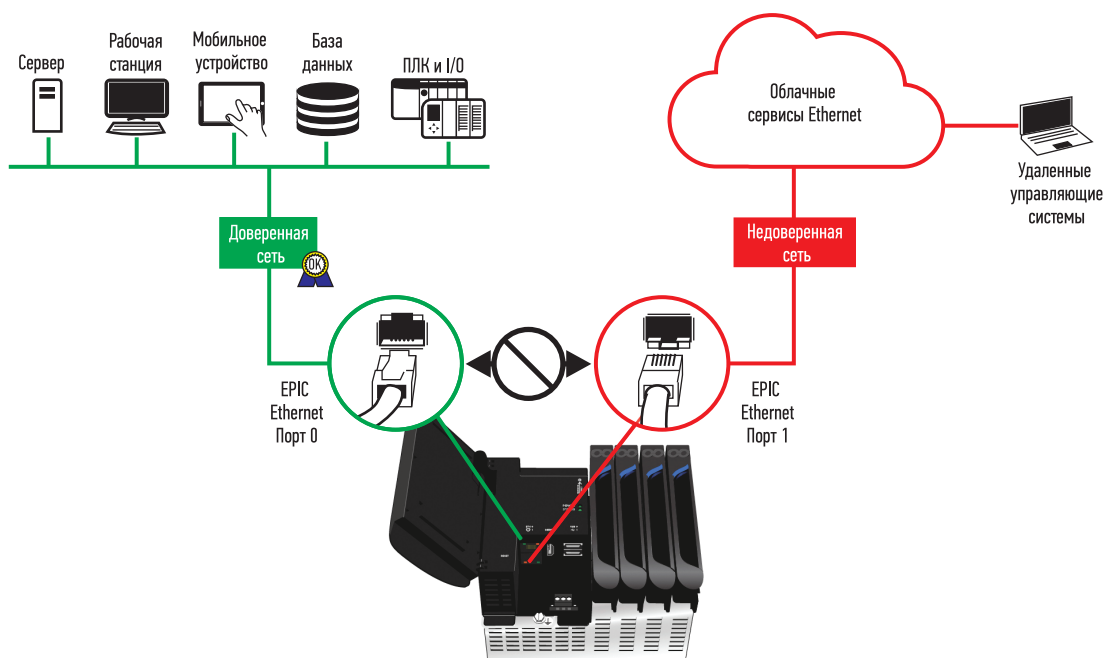 Сервер
Рабочая
станция
Мобильное
устройство
База
данных
ПЛК и I/O
Облачные
сервисы Ethernet
Удаленные
управляющие
системы
Доверенная
сеть
OK
Недоверенная
сеть
EPIC
Ethernet
Порт 0
EPIC
Ethernet
Порт 1